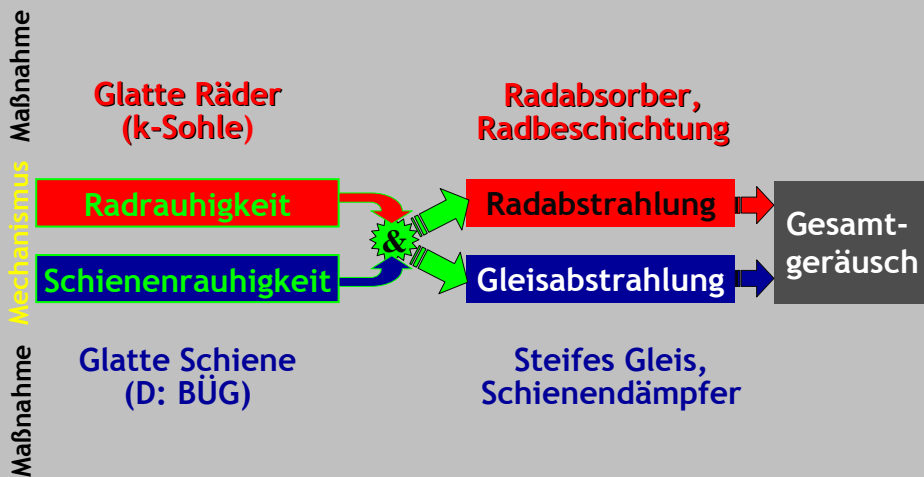 Maßnahme
Glatte Räder
(k-Sohle)
Radabsorber,
Radbeschichtung
Mechanismus
Radrauhigkeit
Radabstrahlung
&
Gesamt-
geräusch
Schienenrauhigkeit
Gleisabstrahlung
Maßnahme
Glatte Schiene
(D: BÜG)
Steifes Gleis,
Schienendämpfer